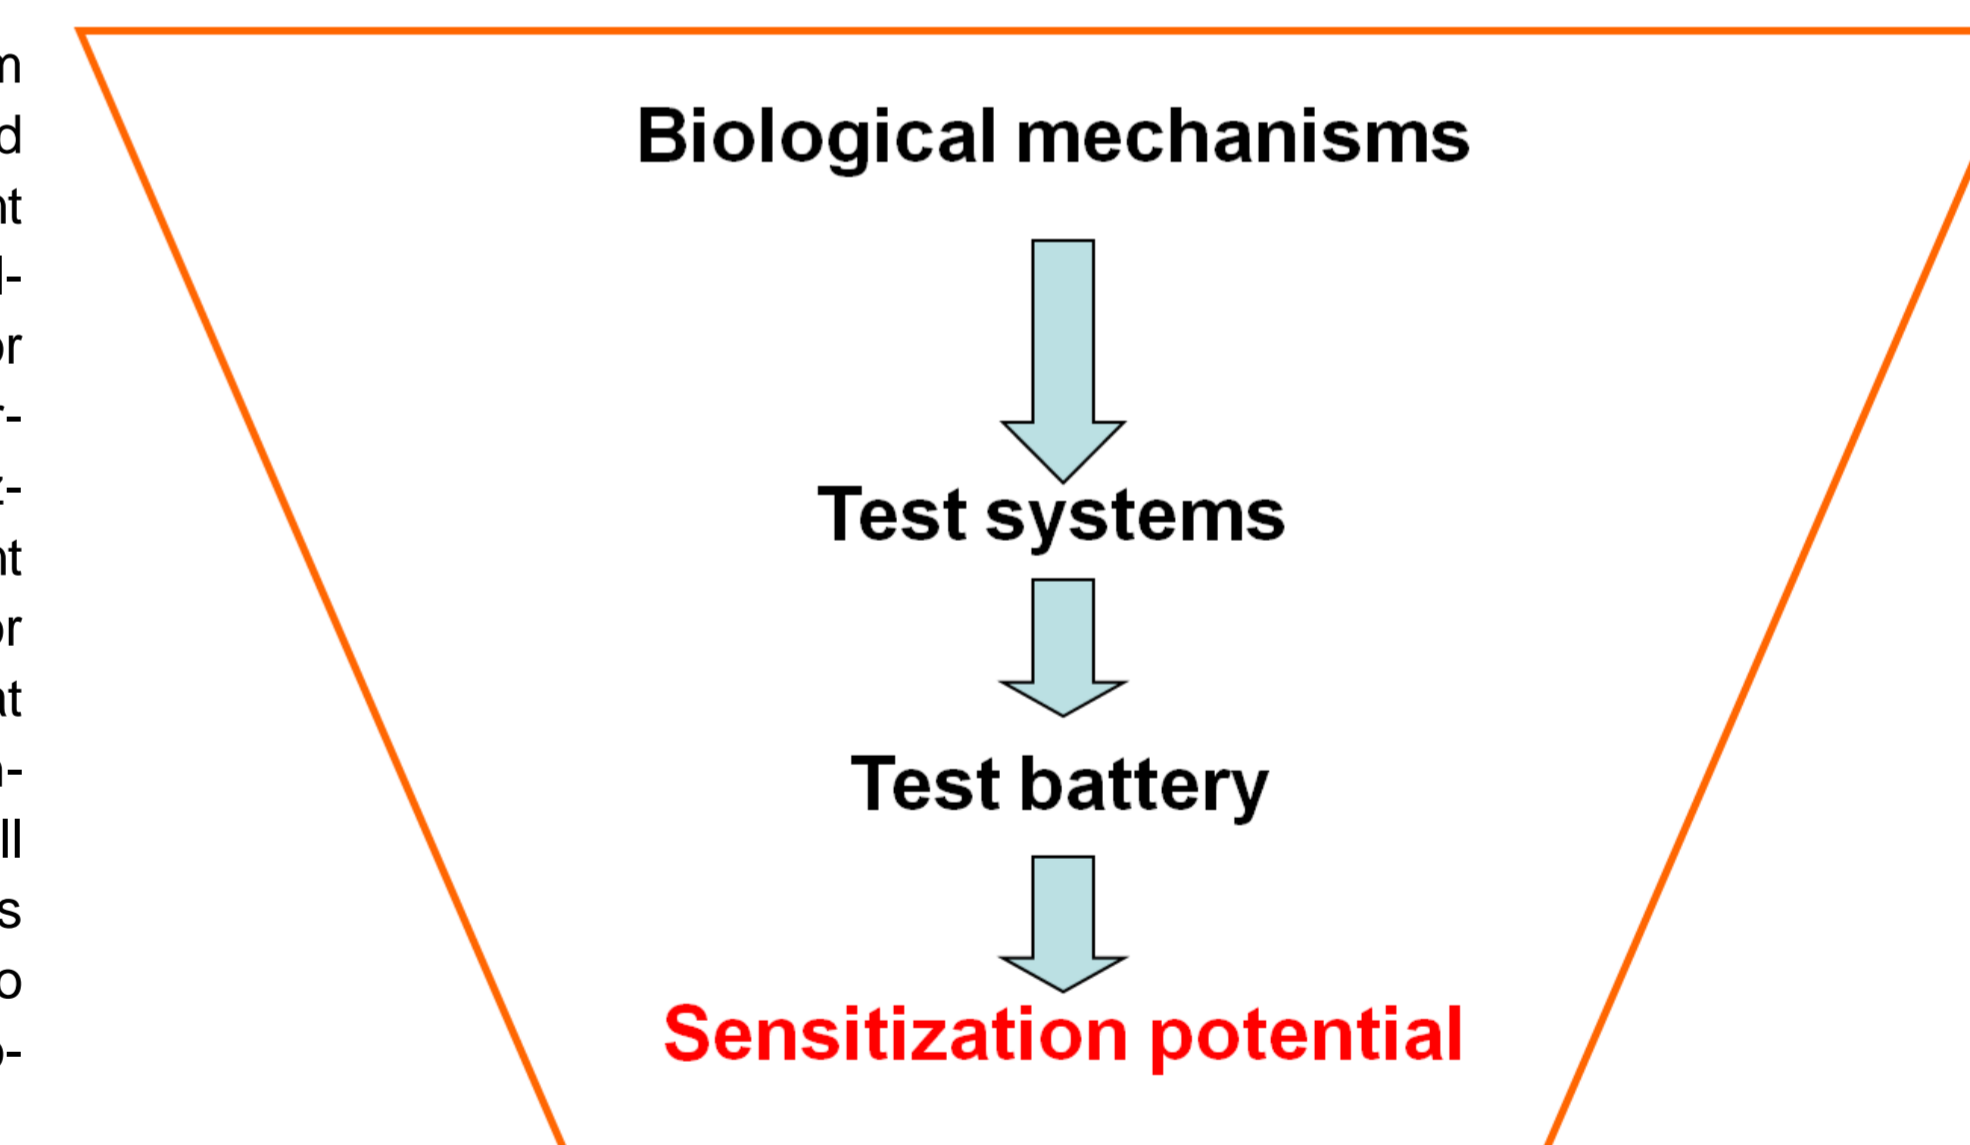 Biological mechanisms
Test systems
Test battery
Sensitization potential